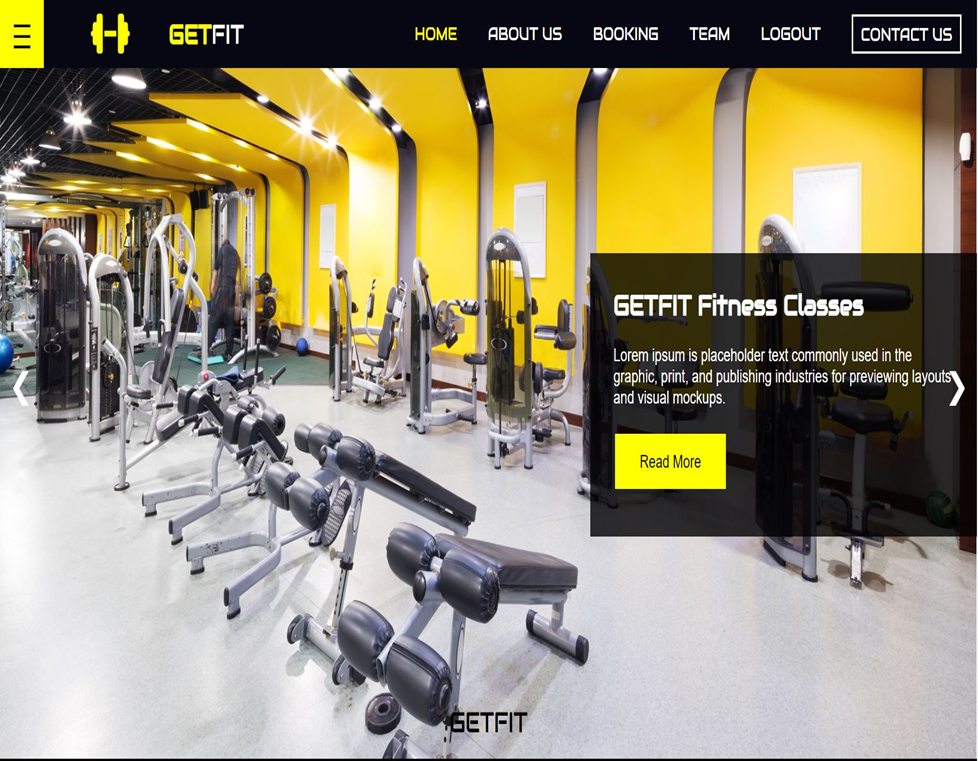 GETFIT
HOME
ABOUT US
BOOKING
TEAM
LOGOUT
CONTACT US
GETFIT Fitness Classes
Lorem ipsum is placeholder text commonly used in the
graphic, print, and publishing industries for previewing layouts
and visual mockups.
Read More
GETFIT